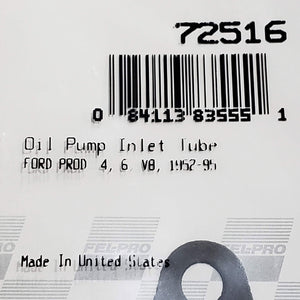 72516
0 84113 83555 1
Oil Pump Inlet Tube
FORD PROD 4, 6 V8, 1952-95
FEL-PRO FEL-PRO
Made In United States